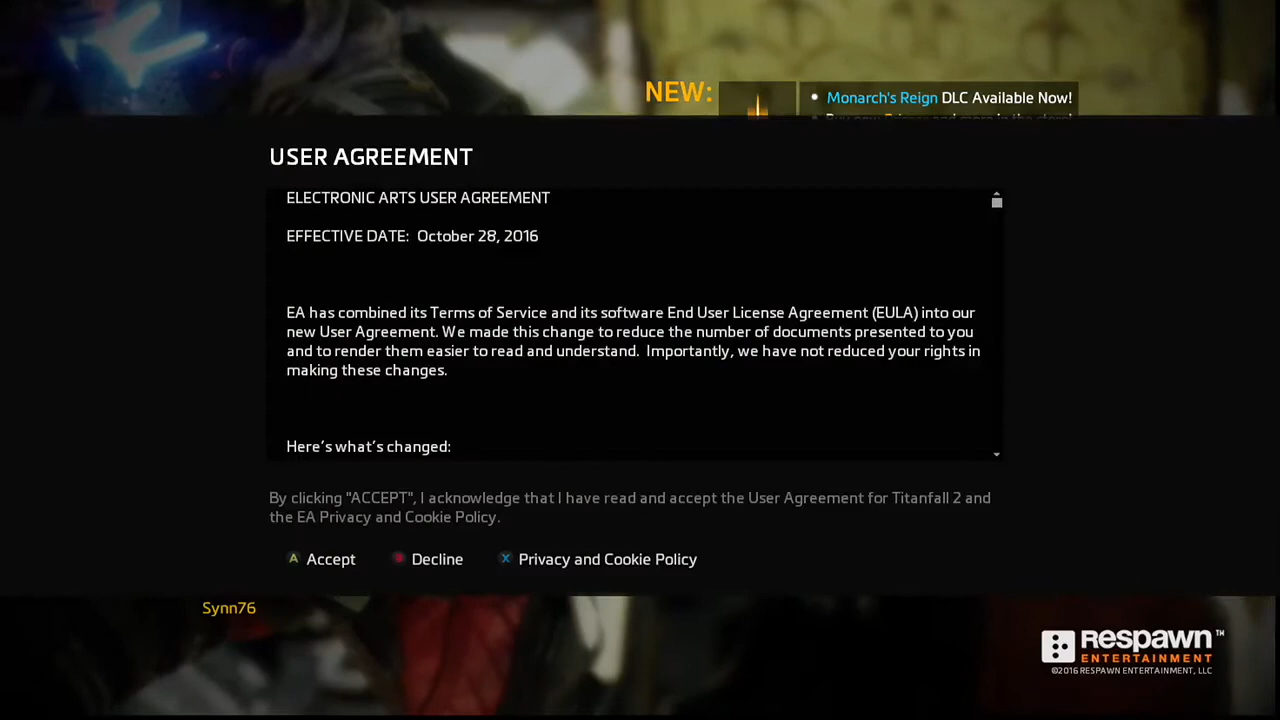 NEW:
• Monarch's Reign DLC Available Now!
USER AGREEMENT
ELECTRONIC ARTS USER AGREEMENT
EFFECTIVE DATE: October 28, 2016
EA has combined its Terms of Service and its software End User License Agreement (EULA) into our
new User Agreement. We made this change to reduce the number of documents presented to you
and to render them easier to read and understand. Importantly, we have not reduced your rights in
making these changes.
Here's what's changed:
By clicking "ACCEPT", I acknowledge that I have read and accept the User Agreement for Titanfall 2 and
the EA Privacy and Cookie Policy.
A Accept B Decline X Privacy and Cookie Policy
Synn76
Respawn™
ENTERTAINMENT
©2016 RESPAWN ENTERTAINMENT, LLC